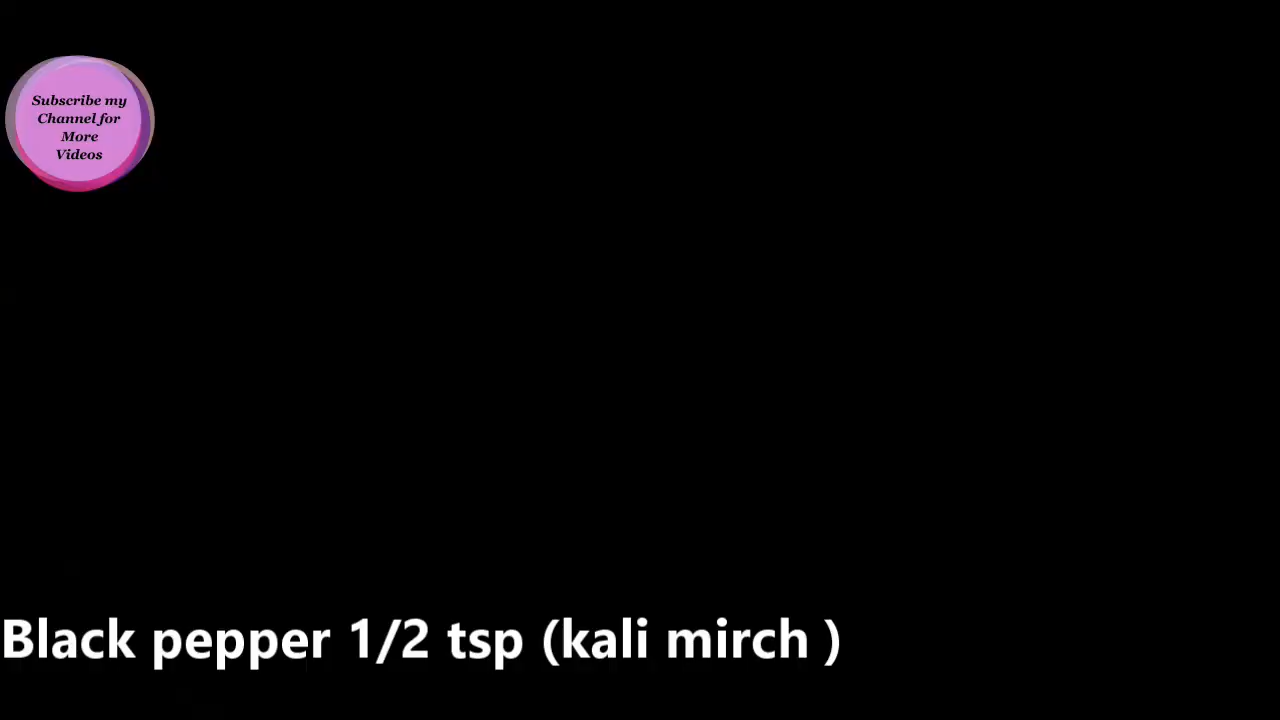 Subscribe my
Channel for
More
Videos
Black pepper 1/2 tsp (kali mirch )